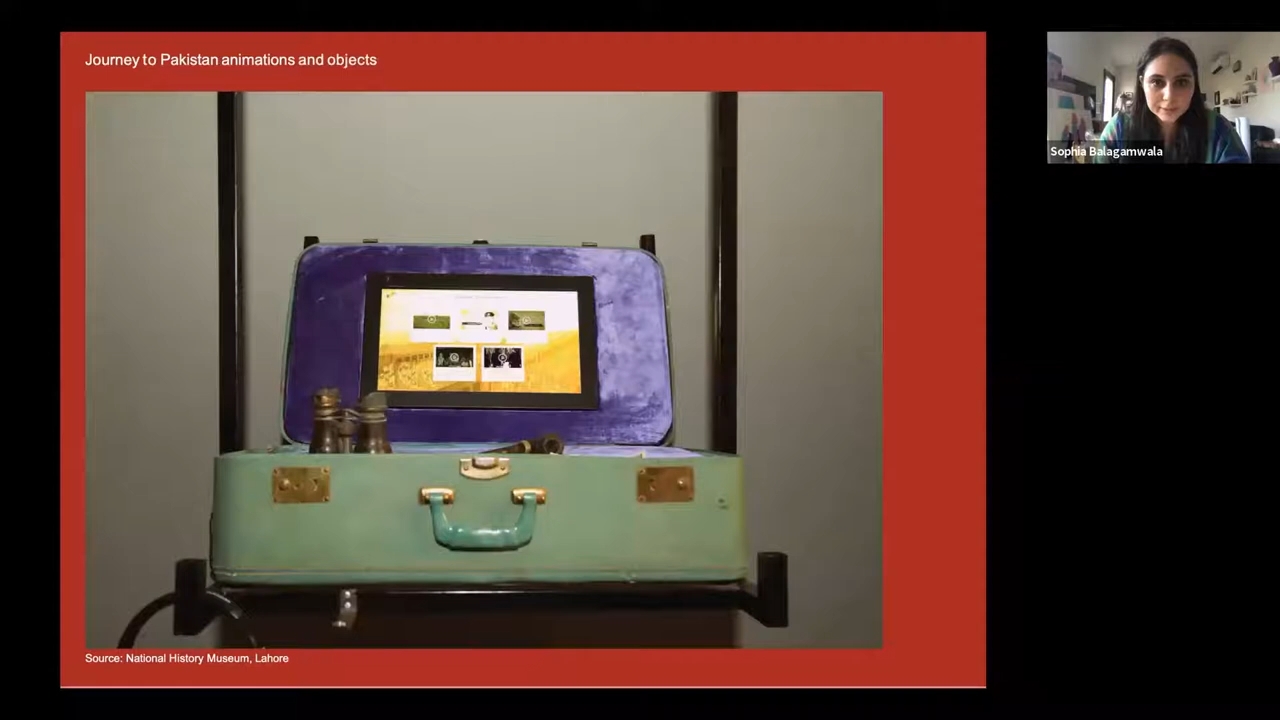 Journey to Pakistan animations and objects
Sophia Balagamwala
Source: National History Museum, Lahore